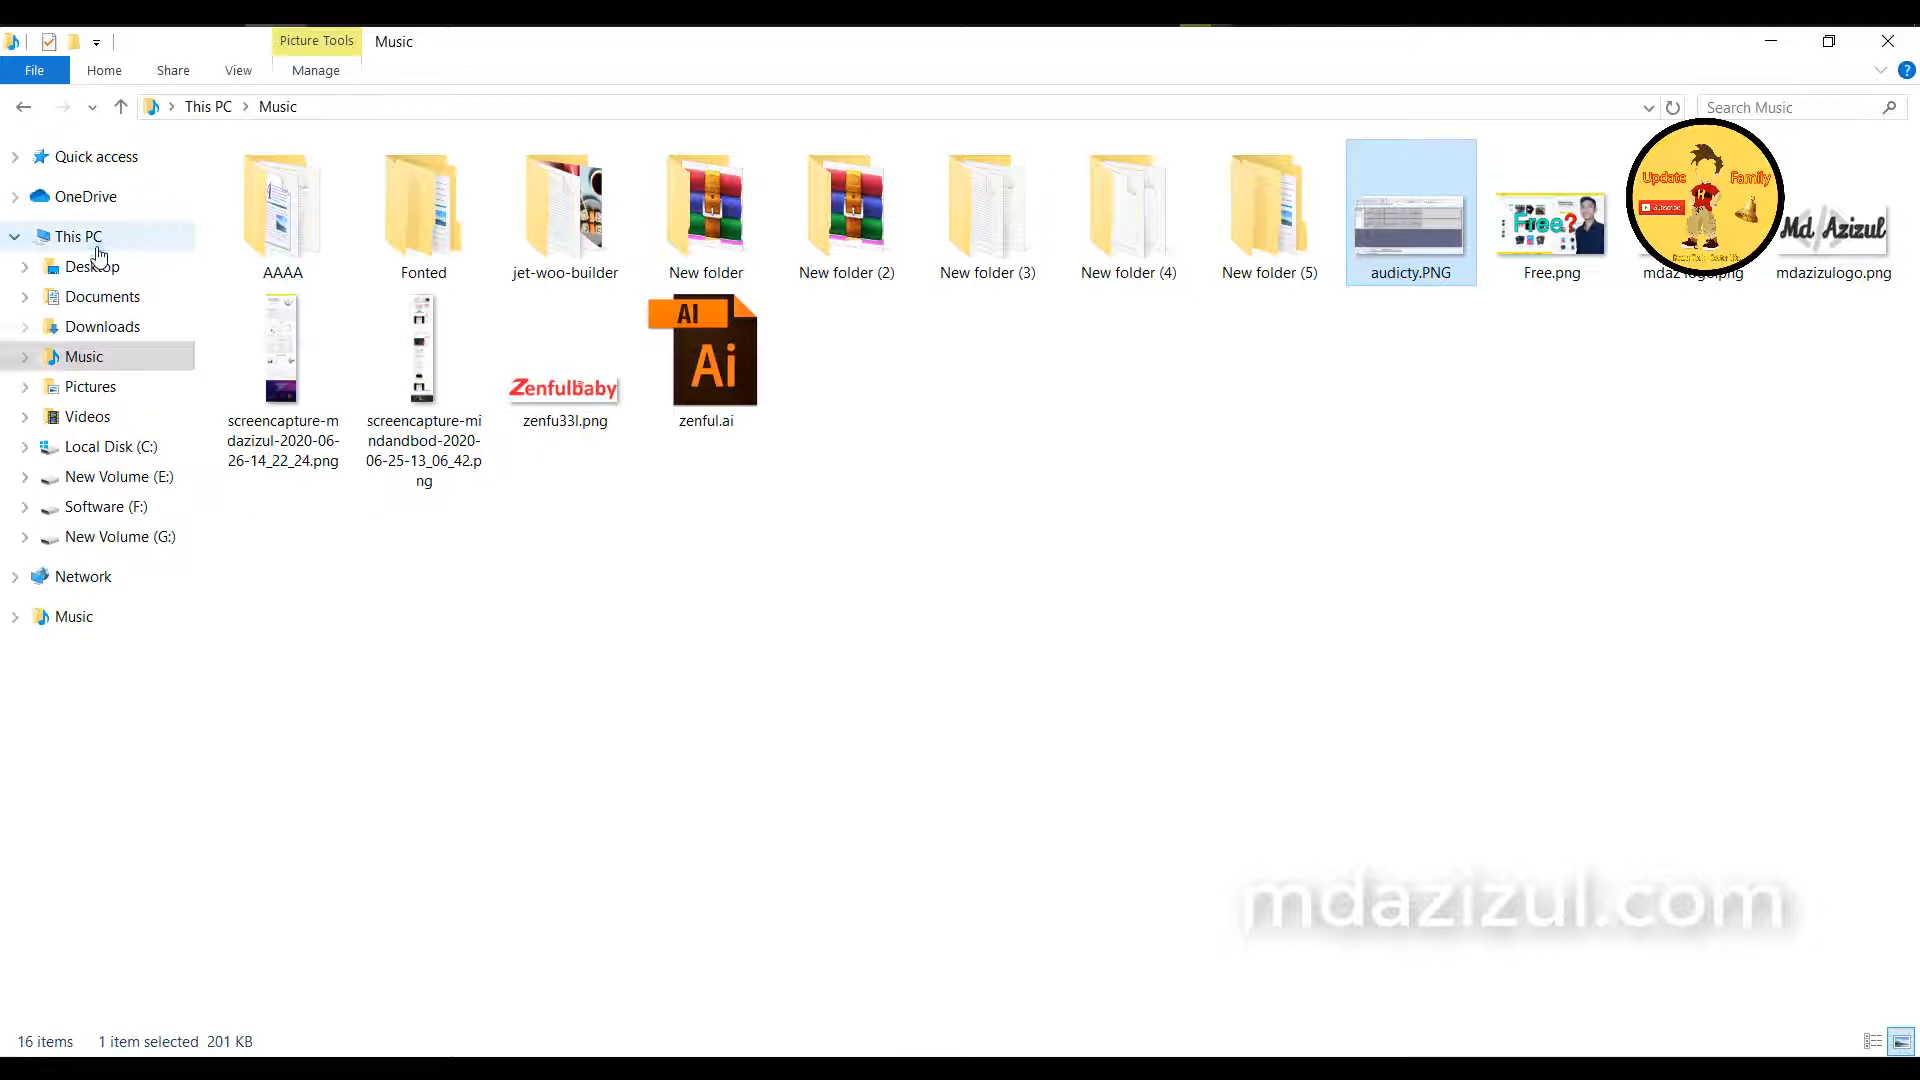 Picture Tools
Music
File
Home
Share
View
Manage
This PC
Music
Search Music
Quick access
OneDrive
This PC
Desktop
Documents
Downloads
Music
Pictures
Videos
Local Disk (C:)
New Volume (E:)
Software (F:)
New Volume (G:)
Network
Music
AAAA
Fonted
jet-woo-builder
New folder
New folder (2)
New folder (3)
New folder (4)
New folder (5)
audicty.PNG
Free?
Free.png
Update Family
Subscribe
Md Azizul
mdazizulogo.png
screencapture-m
dazizul-2020-06-
26-14_22_24.png
screencapture-mi
ndandbod-2020-
06-25-13_06_42.p
ng
Zenfulbaby
zenfu33l.png
AI
Ai
zenful.ai
mdazizul.com
16 items
1 item selected 201 KB